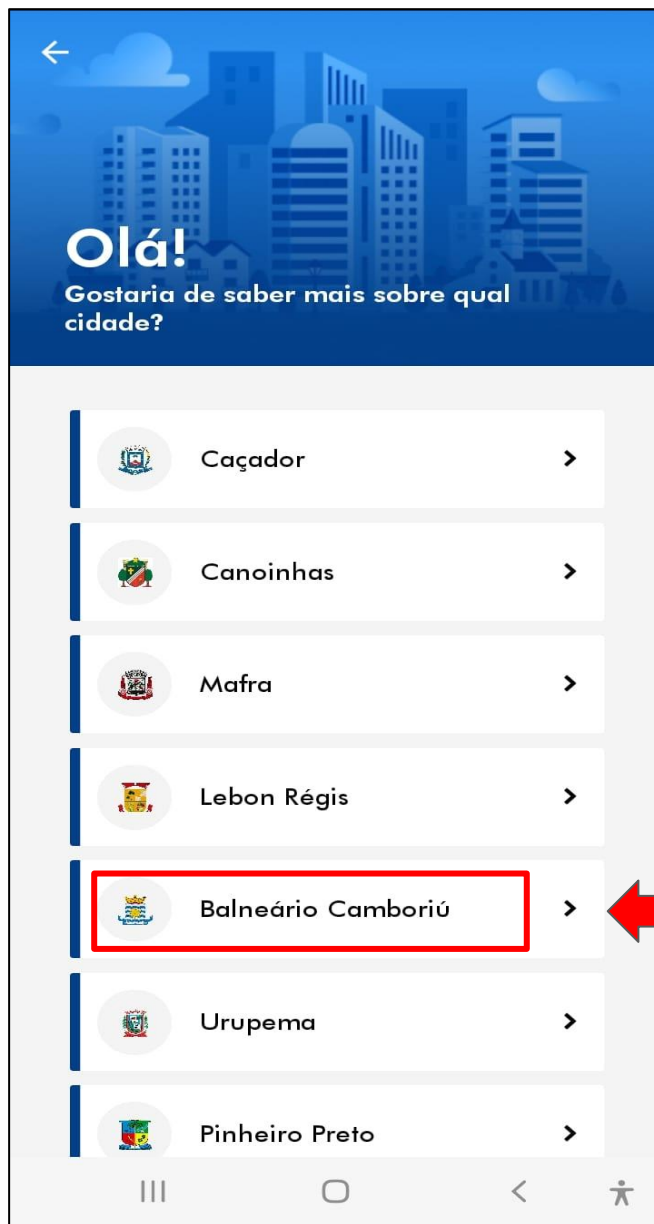 Olá!
Gostaria de saber mais sobre qual
cidade?
Caçador
Canoinhas
Mafra
Lebon Régis
Balneário Camboriú
Urupema
Pinheiro Preto